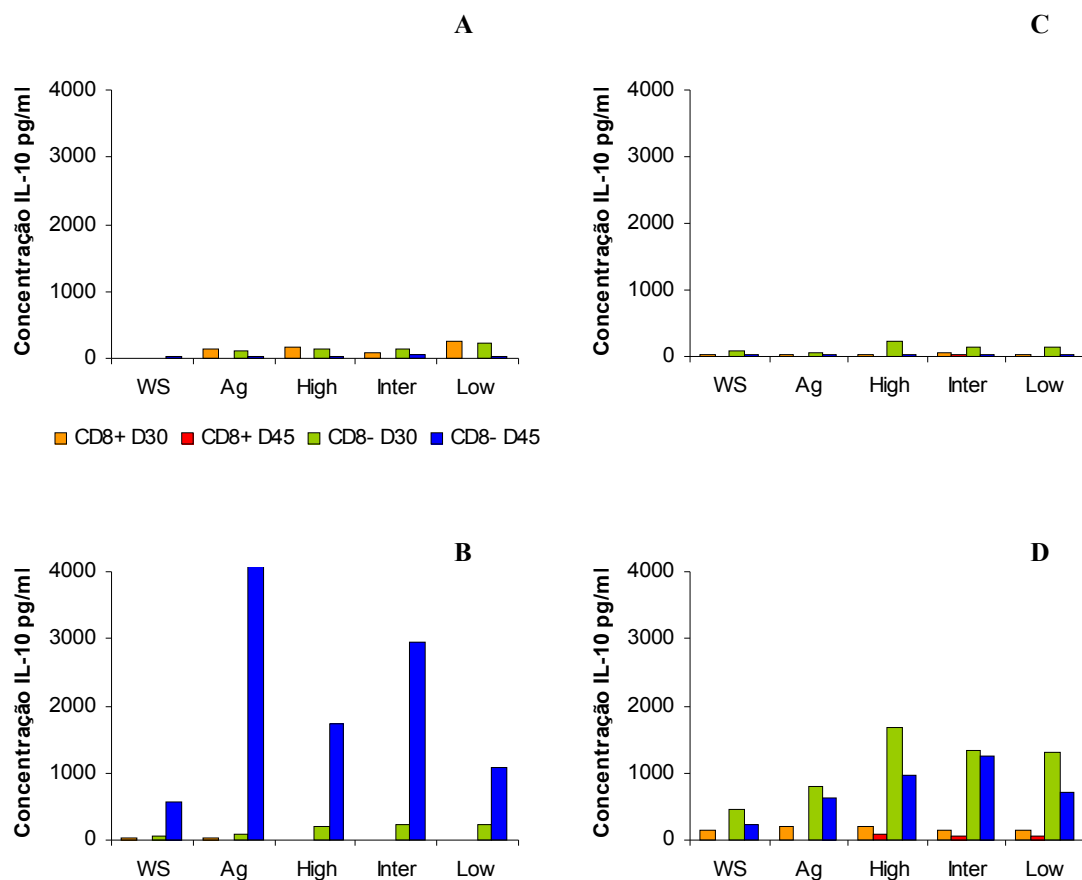 A
Concentração IL-10 pg/ml
4000
3000
2000
1000
0
WS Ag High Inter Low
CD8+ D30 CD8+ D45 CD8- D30 CD8- D45
C
Concentração IL-10 pg/ml
4000
3000
2000
1000
0
WS Ag High Inter Low
B
Concentração IL-10 pg/ml
4000
3000
2000
1000
0
WS Ag High Inter Low
D
Concentração IL-10 pg/ml
4000
3000
2000
1000
0
WS Ag High Inter Low